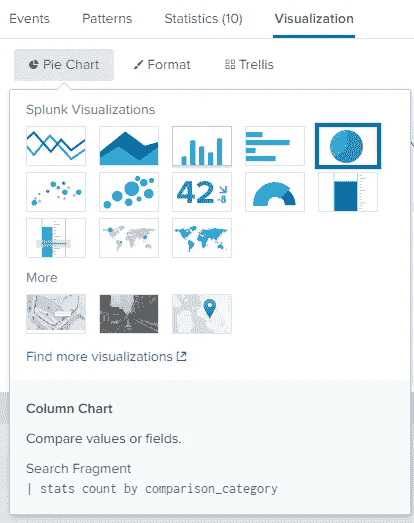 Events Patterns Statistics (10) Visualization
Pie Chart Format Trellis
Splunk Visualizations
42
More
Find more visualizations
Column Chart
Compare values or fields.
Search Fragment
| stats count by comparison_category